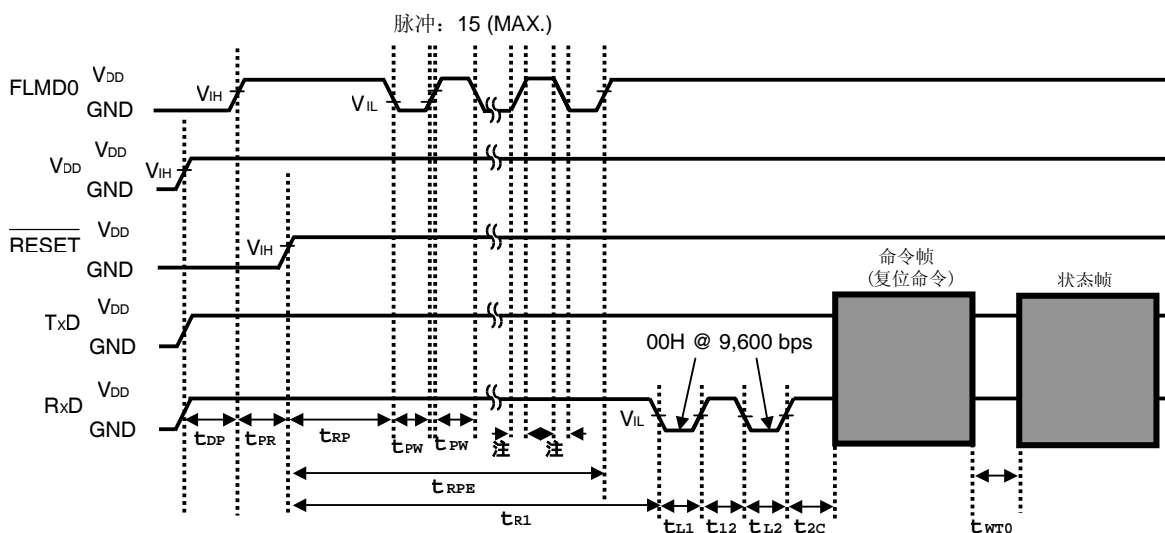 脉冲：15 (MAX.)
FLMD0
VDD
GND
VIH
VIL
VDD
VDD
GND
VIH
RESET
VDD
GND
VIH
命令帧
(复位命令)
状态帧
TxD
VDD
GND
00H @ 9,600 bps
RxD
VDD
GND
VIL
tDP
tPR
tRP
tPW
tPW
注
注
tRPE
tR1
tL1
t12
tL2
t2C
tWT0